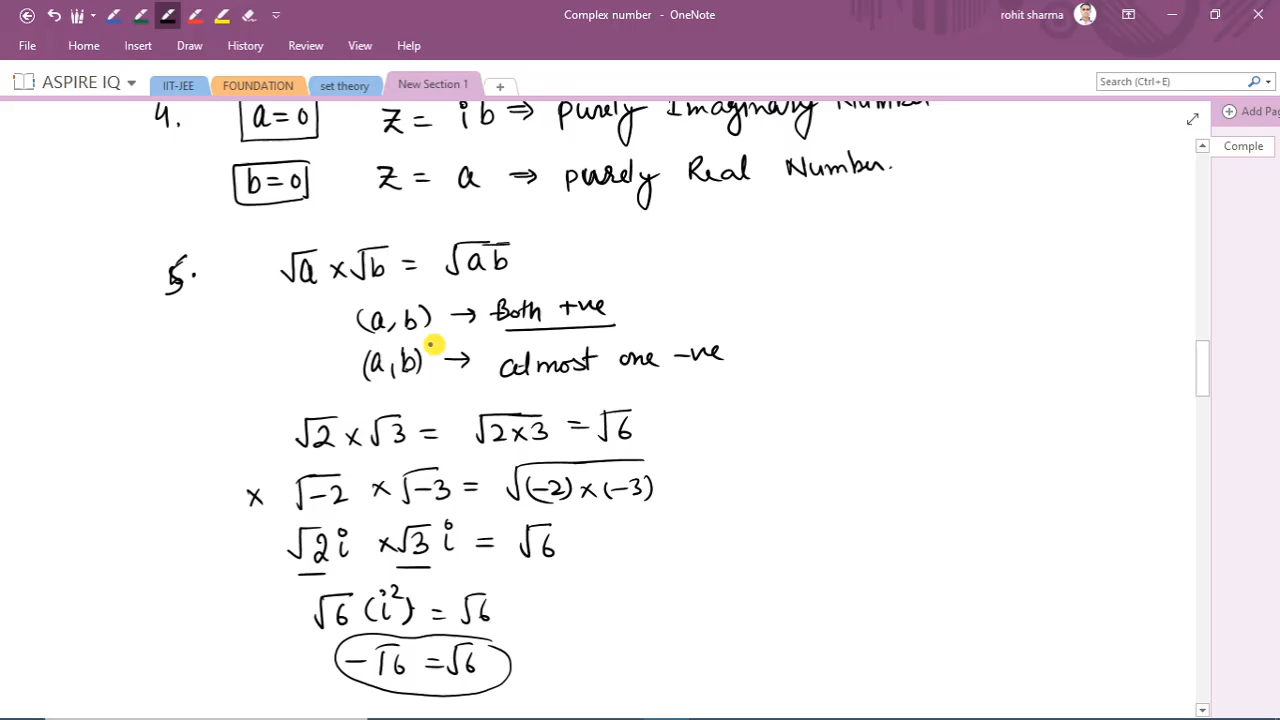 Complex number - OneNote
rohit sharma
File Home Insert Draw History Review View Help
ASPIRE IQ IIT-JEE FOUNDATION set theory New Section 1 +
Search (Ctrl+E)
Add Pag
Comple
4. a=0 z = ib ⇒ purely Imaginary Number
b=0 z = a ⇒ purely Real Number.
5. √a × √b = √ab
(a, b) → Both +ve
(a, b) → almost one -ve
√2 × √3 = √2×3 = √6
× √-2 × √-3 = √(-2)×(-3)
√2 i × √3 i = √6
√6 (i²) = √6
-√6 = √6